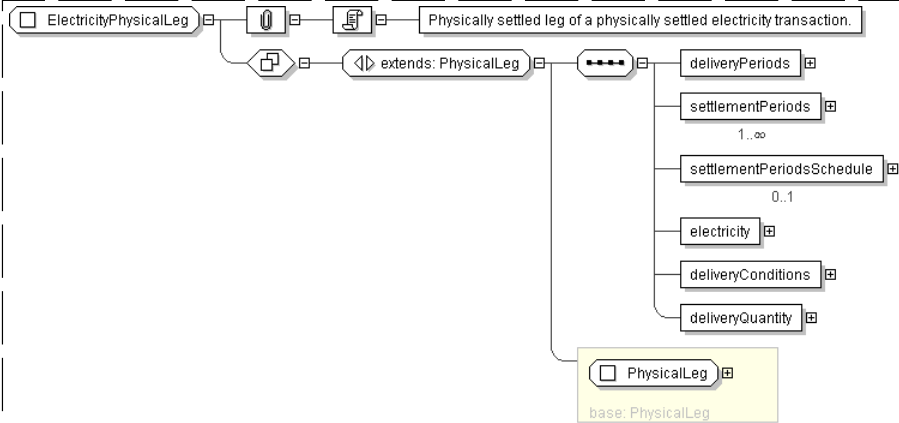 ElectricityPhysicalLeg
Physically settled leg of a physically settled electricity transaction.
extends: PhysicalLeg
deliveryPeriods
settlementPeriods
1..∞
settlementPeriodsSchedule
0..1
electricity
deliveryConditions
deliveryQuantity
PhysicalLeg
base: PhysicalLeg